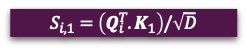 S_{i,1} = (Q_i^T . K_1)/√D